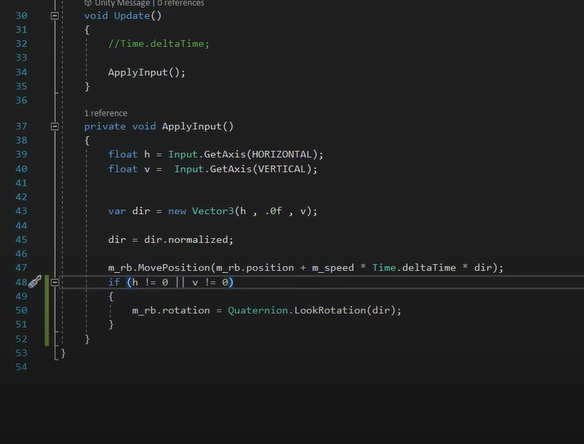 Unity Message | 0 references
30 void Update()
31 {
32 //Time.deltaTime;
33
34 ApplyInput();
35 }
36
1 reference
37 private void ApplyInput()
38 {
39 float h = Input.GetAxis(HORIZONTAL);
40 float v =  Input.GetAxis(VERTICAL);
41
42
43 var dir = new Vector3(h , .0f , v);
44
45 dir = dir.normalized;
46
47 m_rb.MovePosition(m_rb.position + m_speed * Time.deltaTime * dir);
48 if (h != 0 || v != 0)
49 {
50 m_rb.rotation = Quaternion.LookRotation(dir);
51 }
52 }
53 }
54